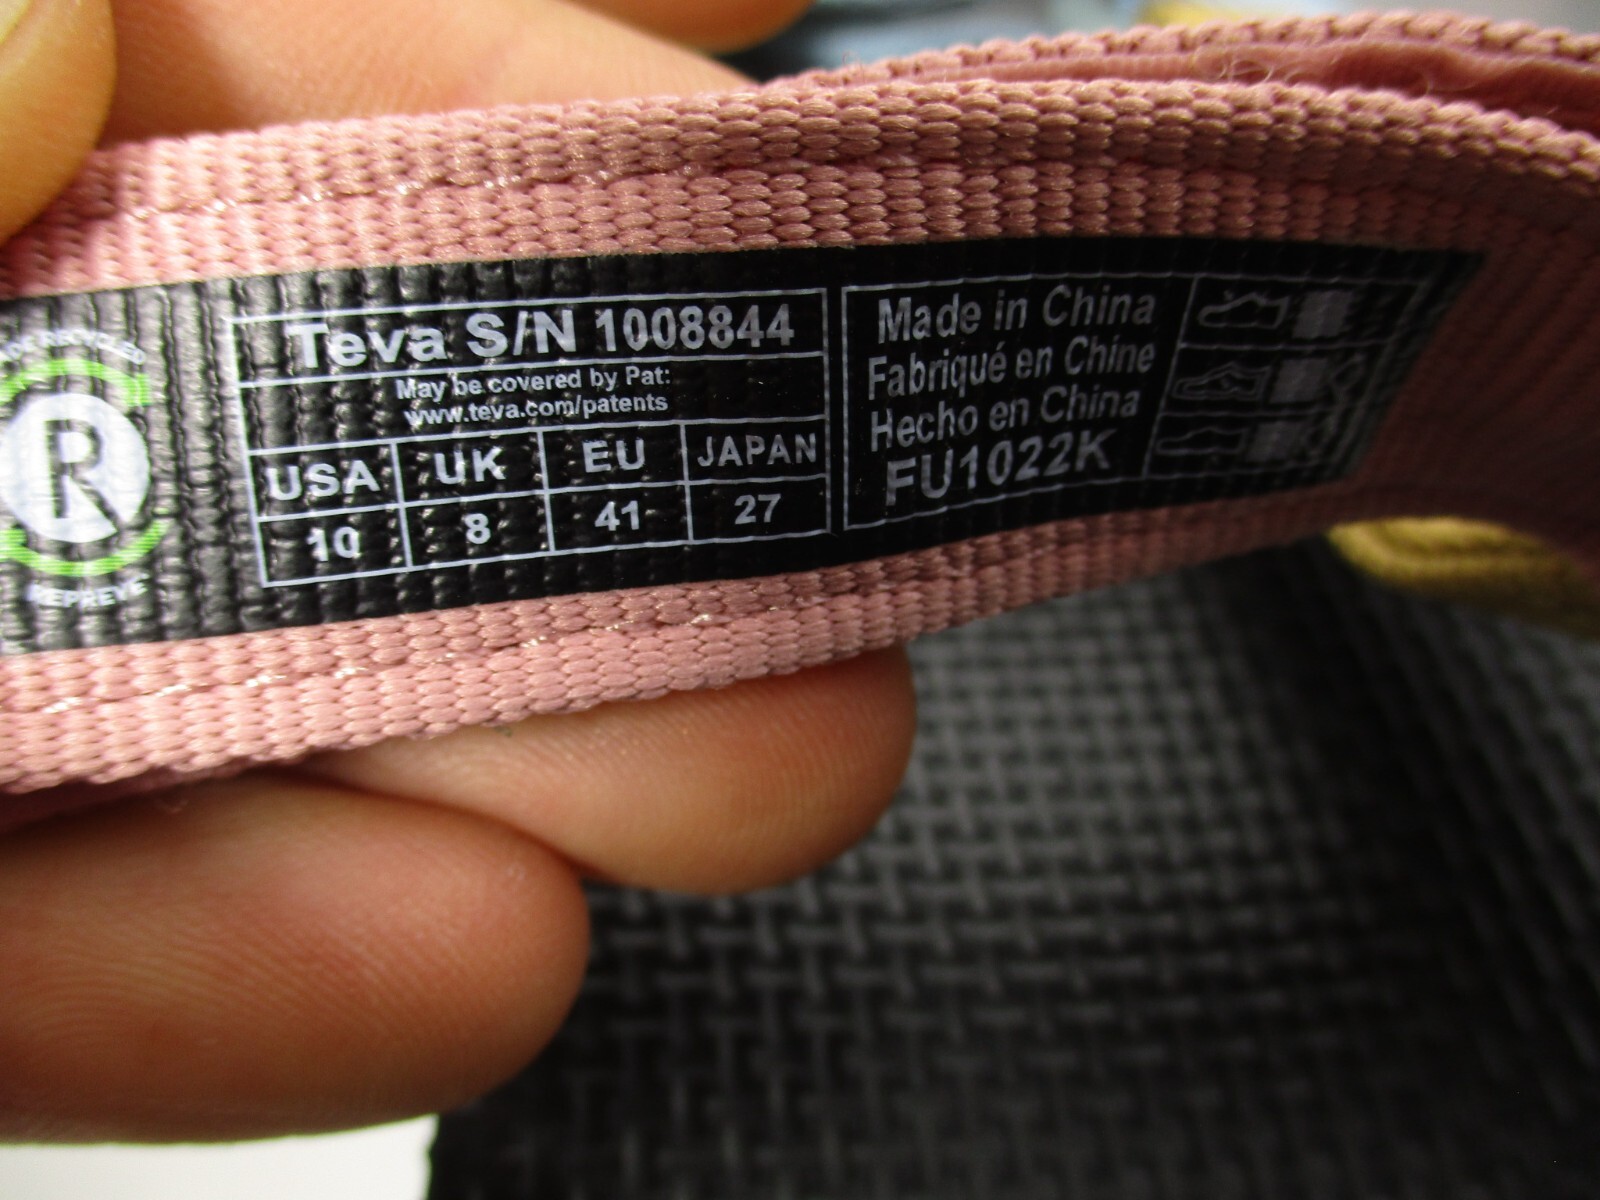 RECYCLED
R
REPREVE
Teva S/N 1008844
May be covered by Pat:
www.teva.com/patents
USA UK EU JAPAN
10 8 41 27
Made in China
Fabriqué en Chine
Hecho en China
FU1022K